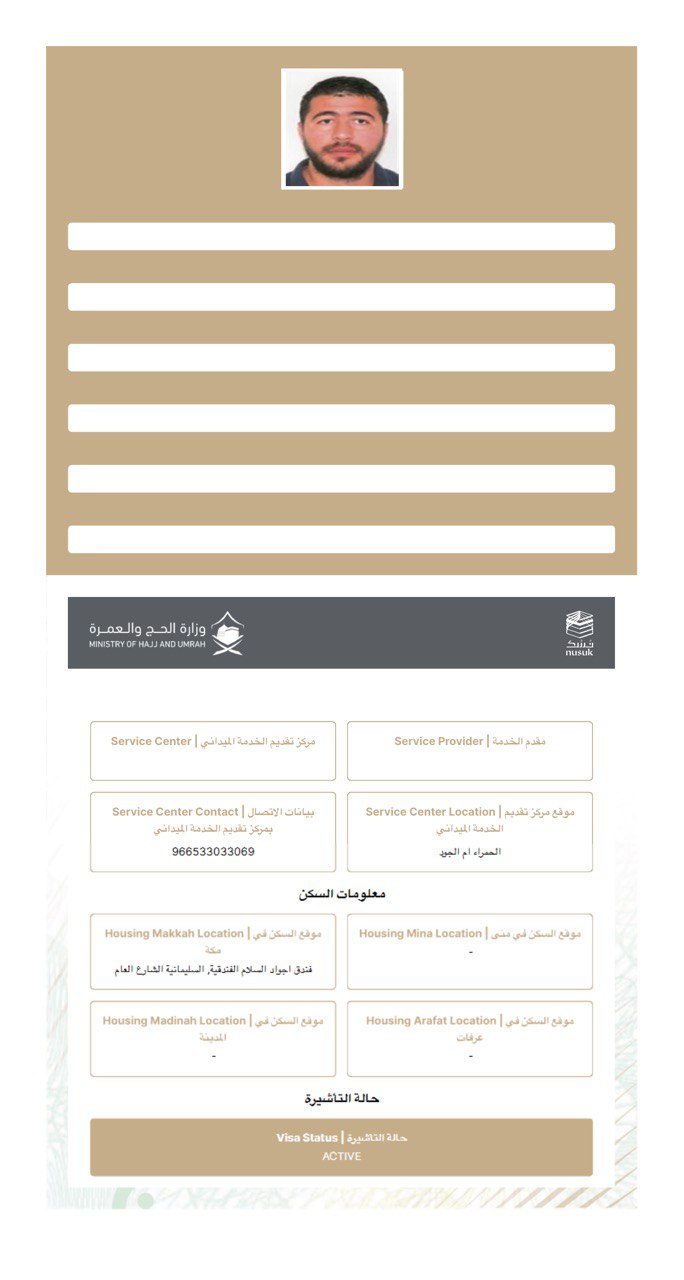 وزارة الحـج والـعمـرة
MINISTRY OF HAJJ AND UMRAH
نُسُك
nusuk
Service Center | مركز تقديم الخدمة الميداني
Service Provider | مقدم الخدمة
Service Center Contact | بيانات الاتصال
بمركز تقديم الخدمة الميداني
966533033069
Service Center Location | موقع مركز تقديم
الخدمة الميداني
الحمراء ام الجود
معلومات السكن
Housing Makkah Location | موقع السكن في
مكة
فندق اجواد السلام الفندقية, السليمانية الشارع العام
Housing Mina Location | موقع السكن في منى
-
Housing Madinah Location | موقع السكن في
المدينة
-
Housing Arafat Location | موقع السكن في
عرفات
-
حالة التأشيرة
Visa Status | حالة التاشيرة
ACTIVE